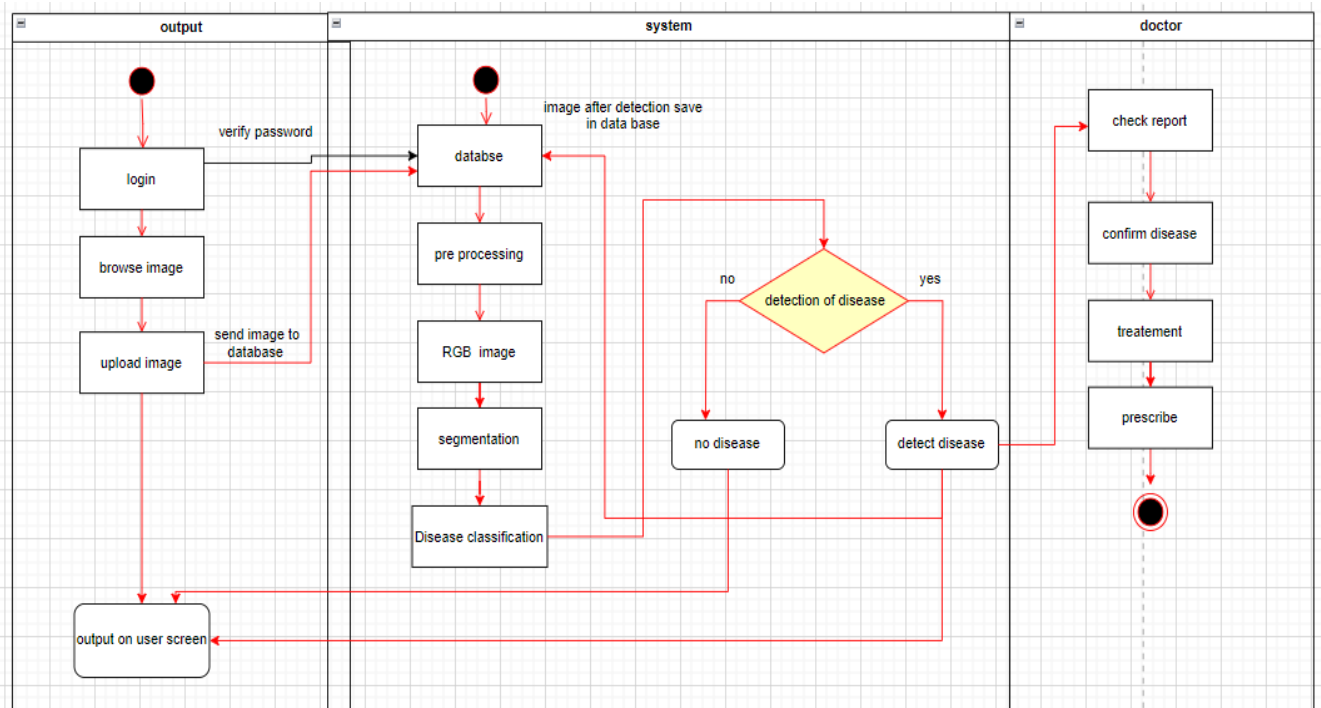 output
system
doctor
verify password
login
browse image
upload image
send image to
database
output on user screen
image after detection save
in data base
databse
pre processing
RGB image
segmentation
Disease classification
detection of disease
no
yes
no disease
detect disease
check report
confirm disease
treatement
prescribe